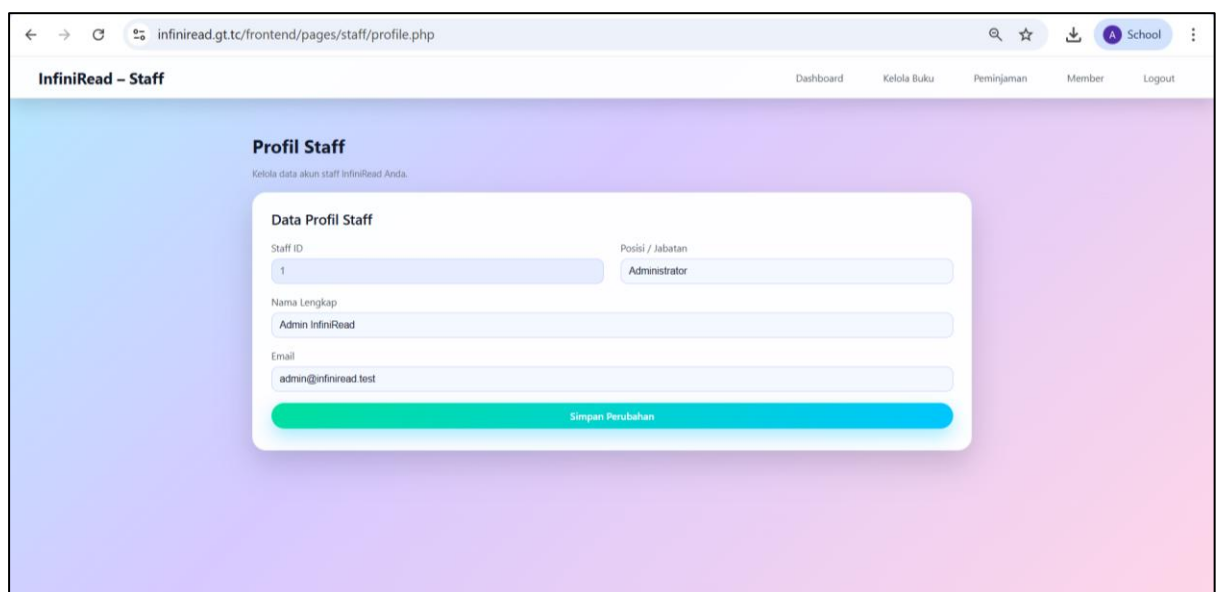 infiniread.gt.tc/frontend/pages/staff/profile.php
A School
InfiniRead – Staff Dashboard Kelola Buku Peminjaman Member Logout
Profil Staff
Kelola data akun staff InfiniRead Anda.
Data Profil Staff
Staff ID Posisi / Jabatan
1 Administrator
Nama Lengkap
Admin InfiniRead
Email
admin@infiniread.test
Simpan Perubahan